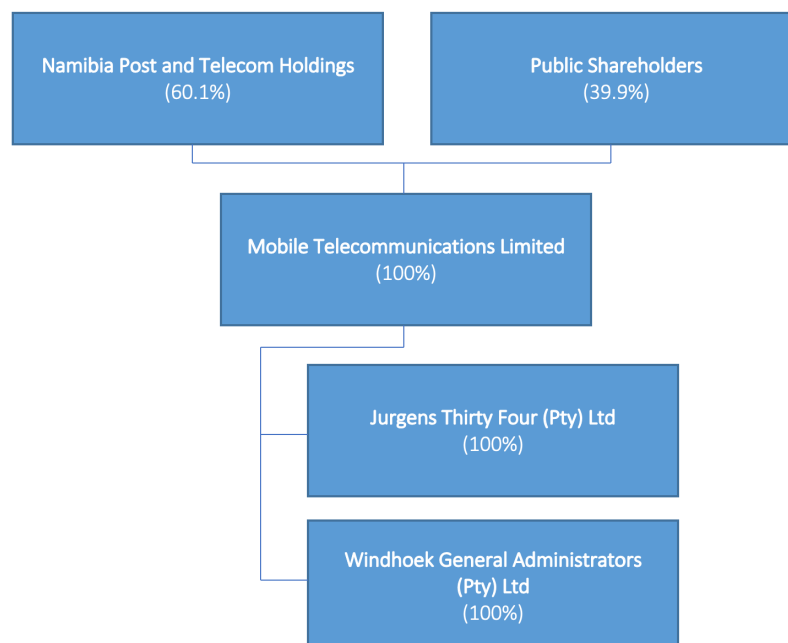 Namibia Post and Telecom Holdings
(60.1%)
Public Shareholders
(39.9%)
Mobile Telecommunications Limited
(100%)
Jurgens Thirty Four (Pty) Ltd
(100%)
Windhoek General Administrators
(Pty) Ltd
(100%)